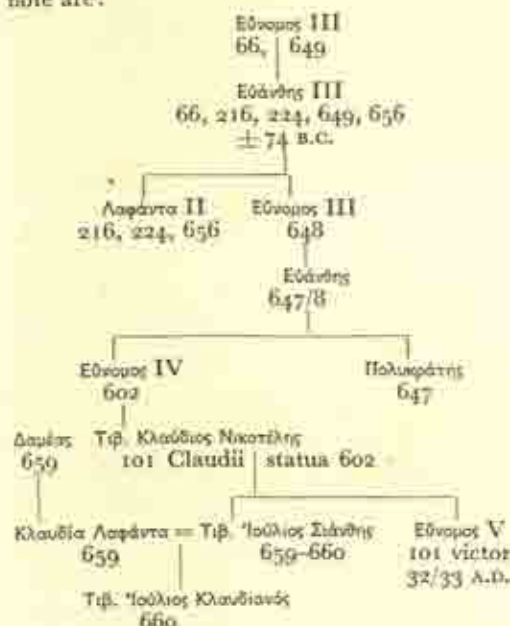 note are:
Εὔνομος III
66, 649
Εὐάνθης III
66, 216, 224, 649, 656
± 74 B.C.
Λαφάντα II Εὔνομος III
216, 224, 656 648
Εὐάνθης
647/8
Εὔνομος IV Πολυκράτης
602 647
Δαμέας Τιβ. Κλαύδιος Νικοτέλης
659 101 Claudii statua 602
Κλαυδία Λαφάντα = Τιβ. Ἰούλιος Σιάνθης Εὔνομος V
659 659-660 101 victor
32/33 A.D.
Τιβ. Ἰούλιος Κλαυδιανός
660